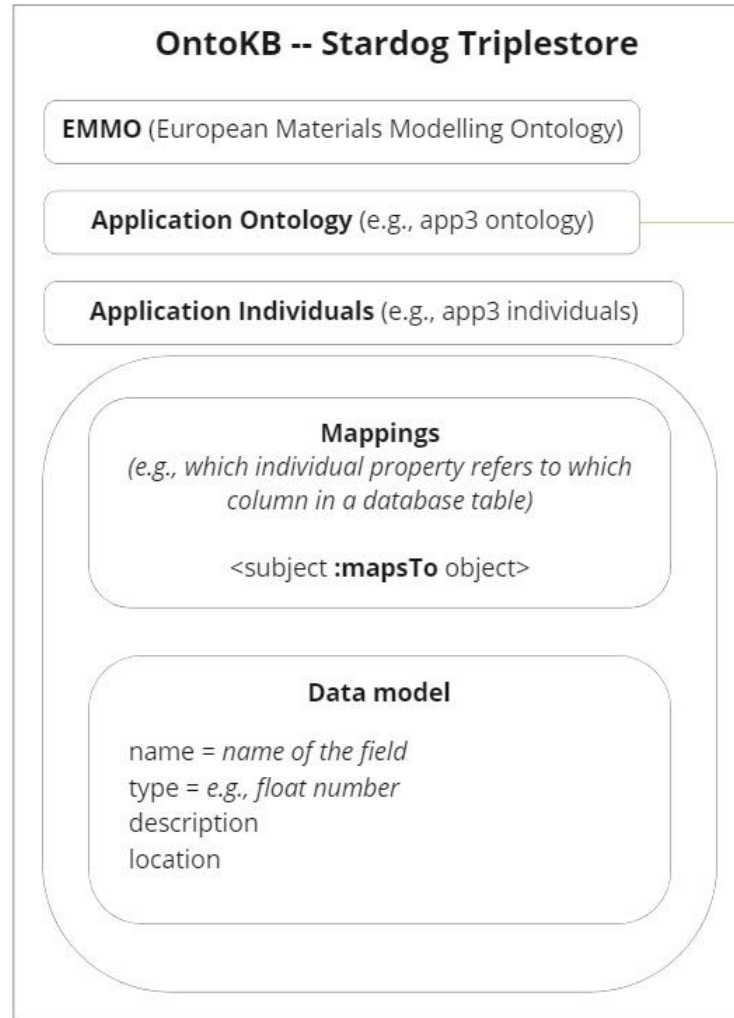 OntoKB -- Stardog Triplestore
EMMO (European Materials Modelling Ontology)
Application Ontology (e.g., app3 ontology)
Application Individuals (e.g., app3 individuals)
Mappings
(e.g., which individual property refers to which
column in a database table)
<subject :mapsTo object>
Data model
name = name of the field
type = e.g., float number
description
location